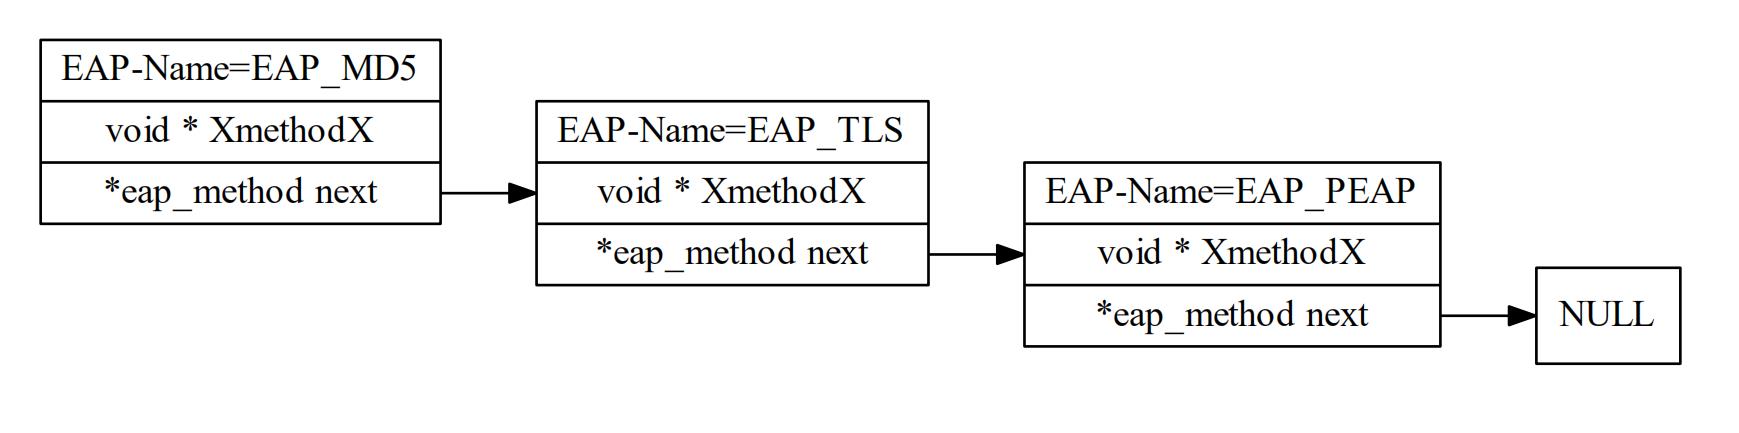 EAP-Name=EAP_MD5
void * XmethodX
*eap_method next
EAP-Name=EAP_TLS
void * XmethodX
*eap_method next
EAP-Name=EAP_PEAP
void * XmethodX
*eap_method next
NULL